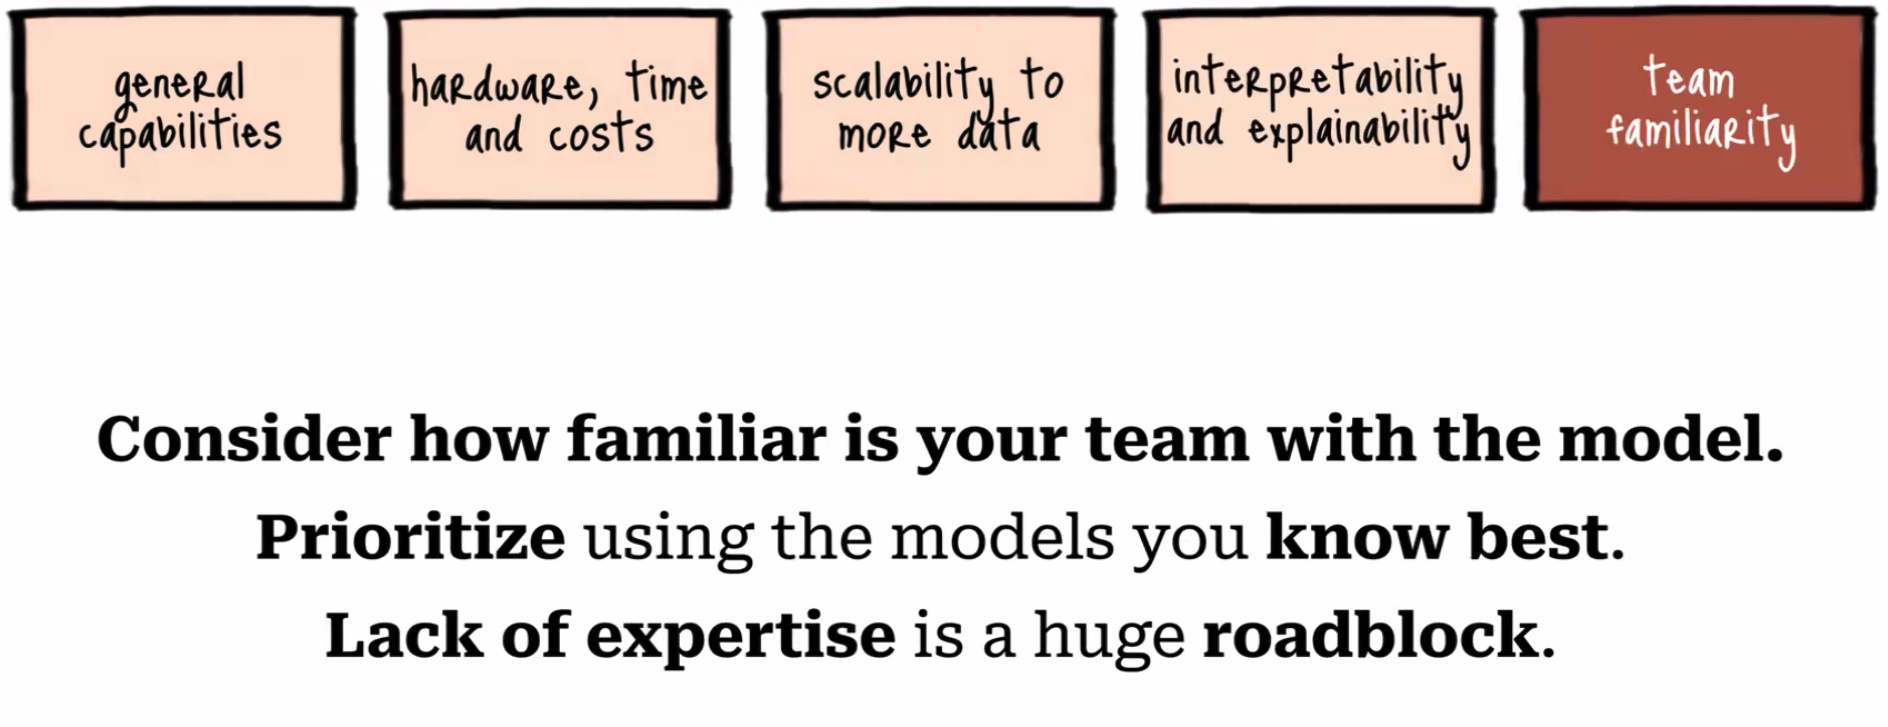 general
capabilities
hardware, time
and costs
scalability to
more data
interpretability
and explainability
team
familiarity
Consider how familiar is your team with the model.
Prioritize using the models you know best.
Lack of expertise is a huge roadblock.